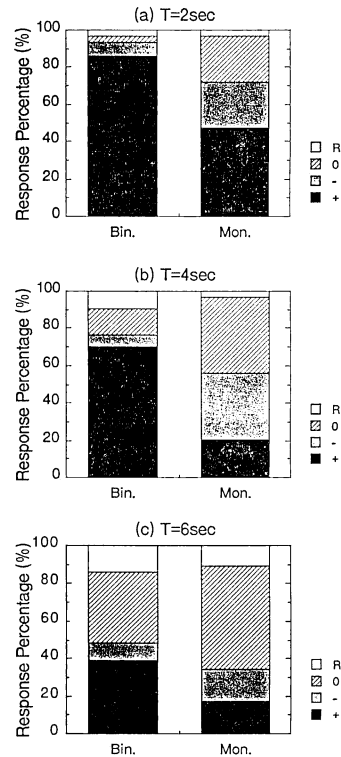 (a) T=2sec
Response Percentage (%)
100
80
60
40
20
0
Bin.
Mon.
R
0
-
+
(b) T=4sec
Response Percentage (%)
100
80
60
40
20
0
Bin.
Mon.
R
0
-
+
(c) T=6sec
Response Percentage (%)
100
80
60
40
20
0
Bin.
Mon.
R
0
-
+